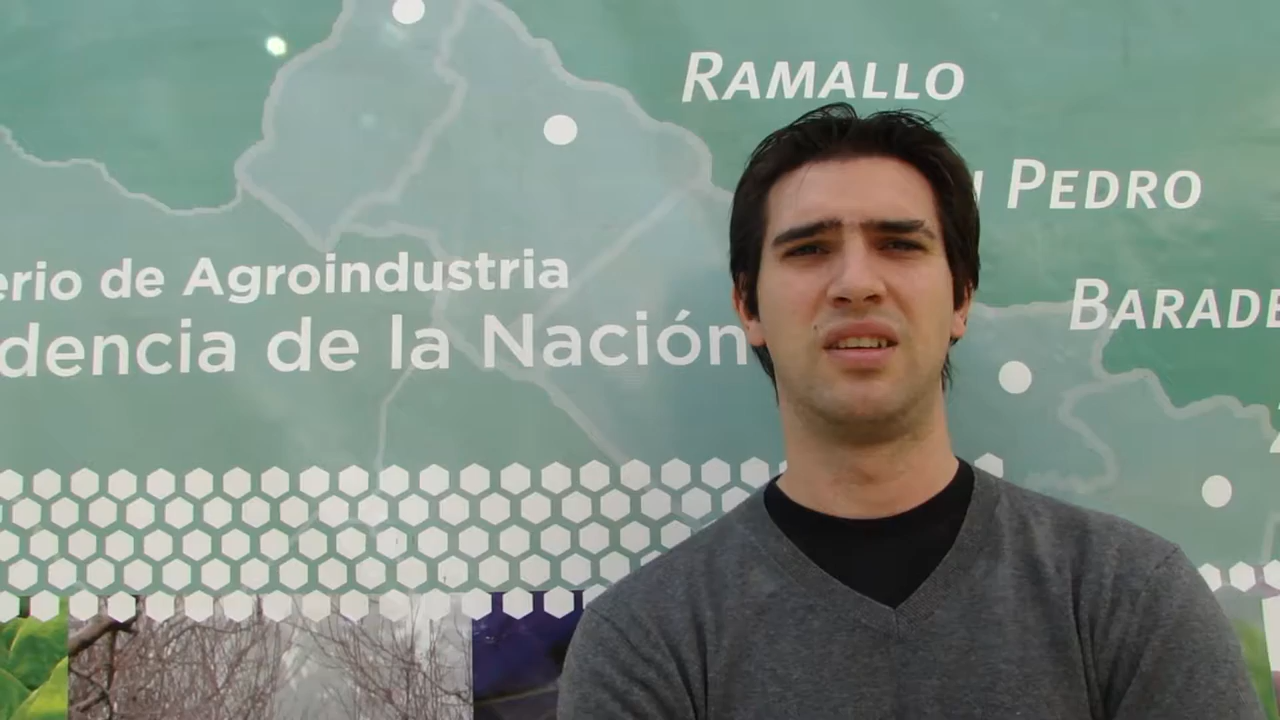 RAMALLO
PEDRO
erio de Agroindustria
BARADE
dencia de la Nación